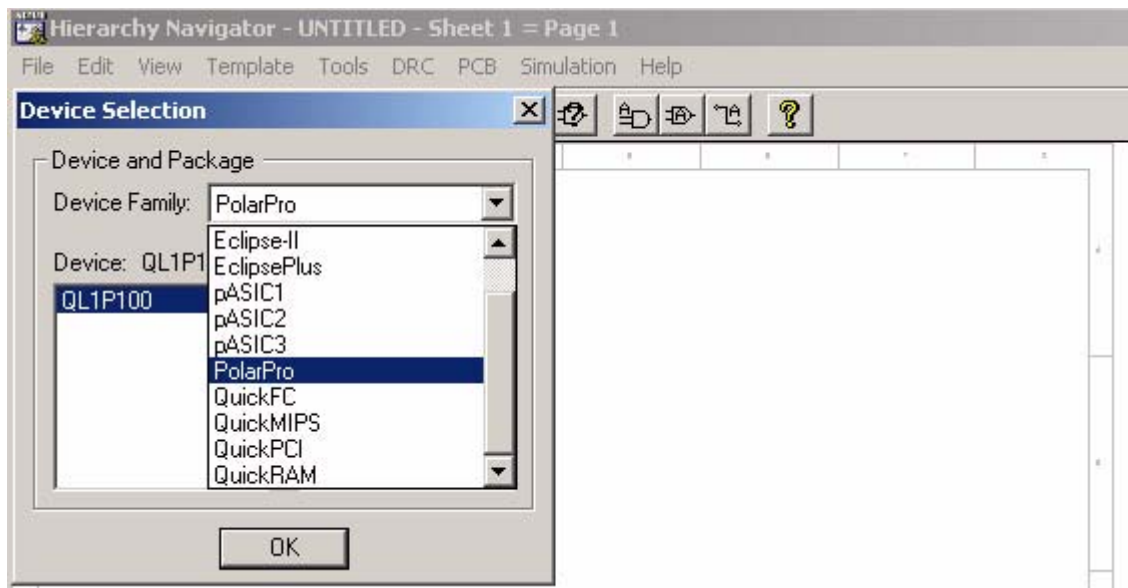 Hierarchy Navigator - UNTITLED - Sheet 1 = Page 1
File Edit View Template Tools DRC PCB Simulation Help
Device Selection
Device and Package
Device Family: PolarPro
Eclipse-II
Device: QL1P1
EclipsePlus
QL1P100
pASIC1
pASIC2
pASIC3
PolarPro
QuickFC
QuickMIPS
QuickPCI
QuickRAM
OK